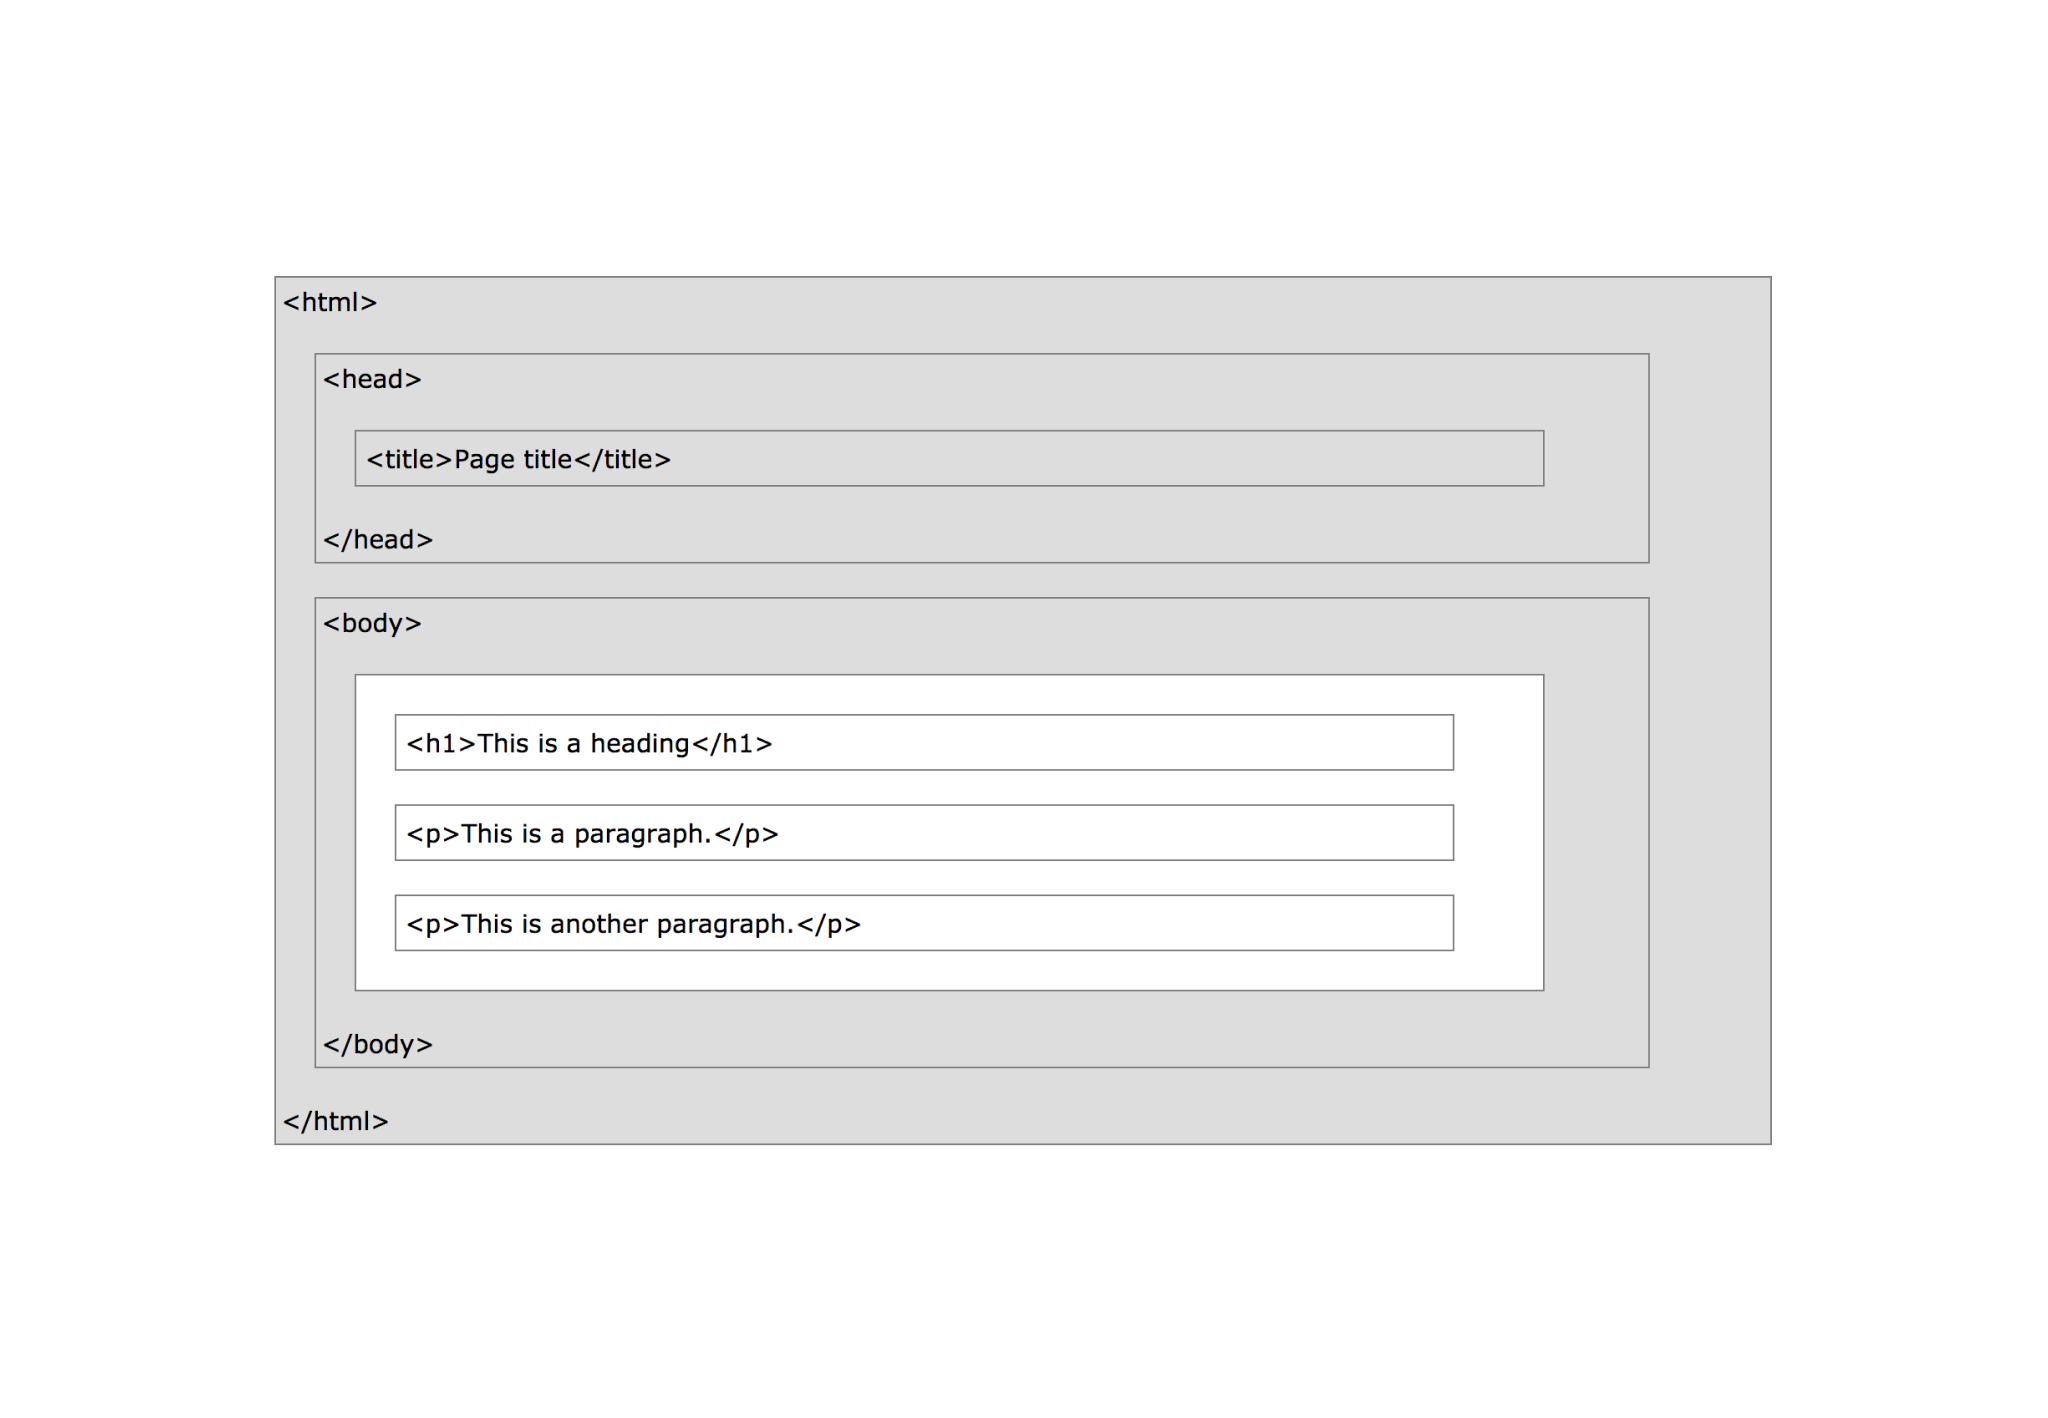 <html>
<head>
<title>Page title</title>
</head>
<body>
<h1>This is a heading</h1>
<p>This is a paragraph.</p>
<p>This is another paragraph.</p>
</body>
</html>